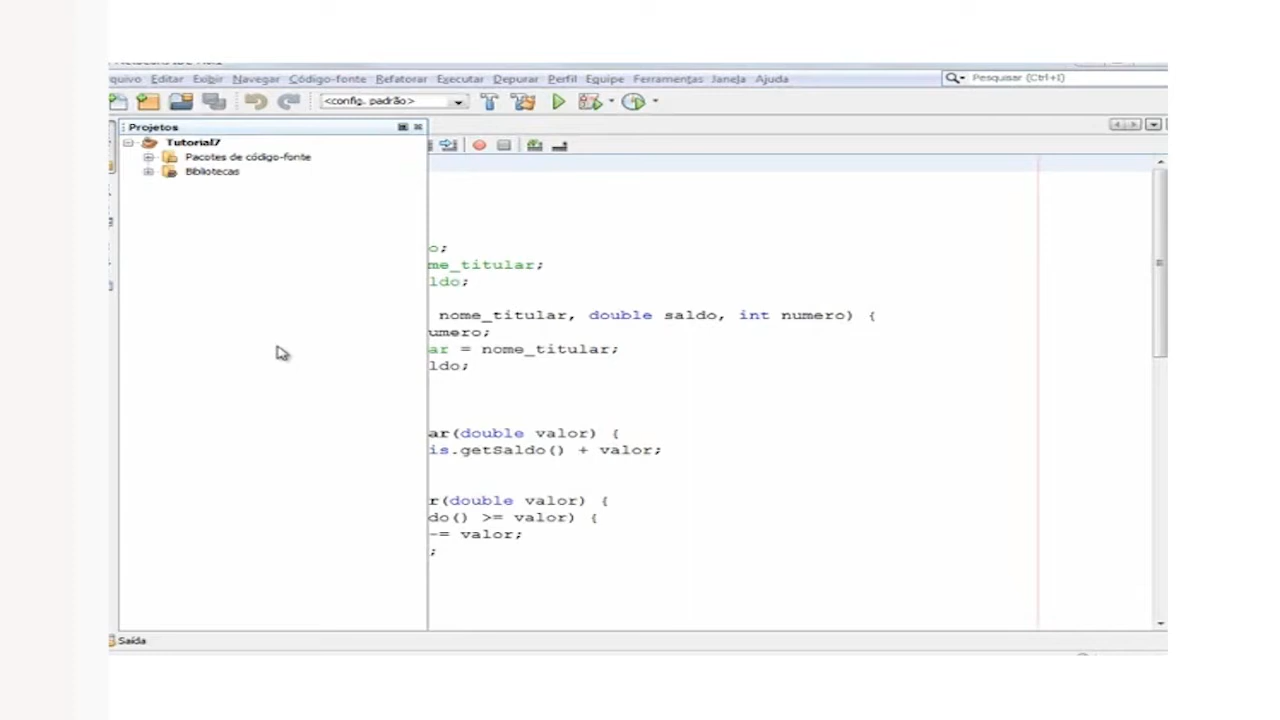 quivo Editar Exibir Navegar Código-fonte Refatorar Executar Depurar Perfil Equipe Ferramentas Janela Ajuda
Pesquisar (Ctrl+I)
<config. padrão>
Projetos
Tutorial7
Pacotes de código-fonte
Bibliotecas
o;
me_titular;
ldo;
nome_titular, double saldo, int numero) {
umero;
ar = nome_titular;
ldo;
ar(double valor) {
is.getSaldo() + valor;
r(double valor) {
do() >= valor) {
-= valor;
;
Saída